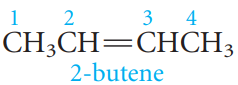 1 2 3 4
CH₃CH=CHCH₃
2-butene